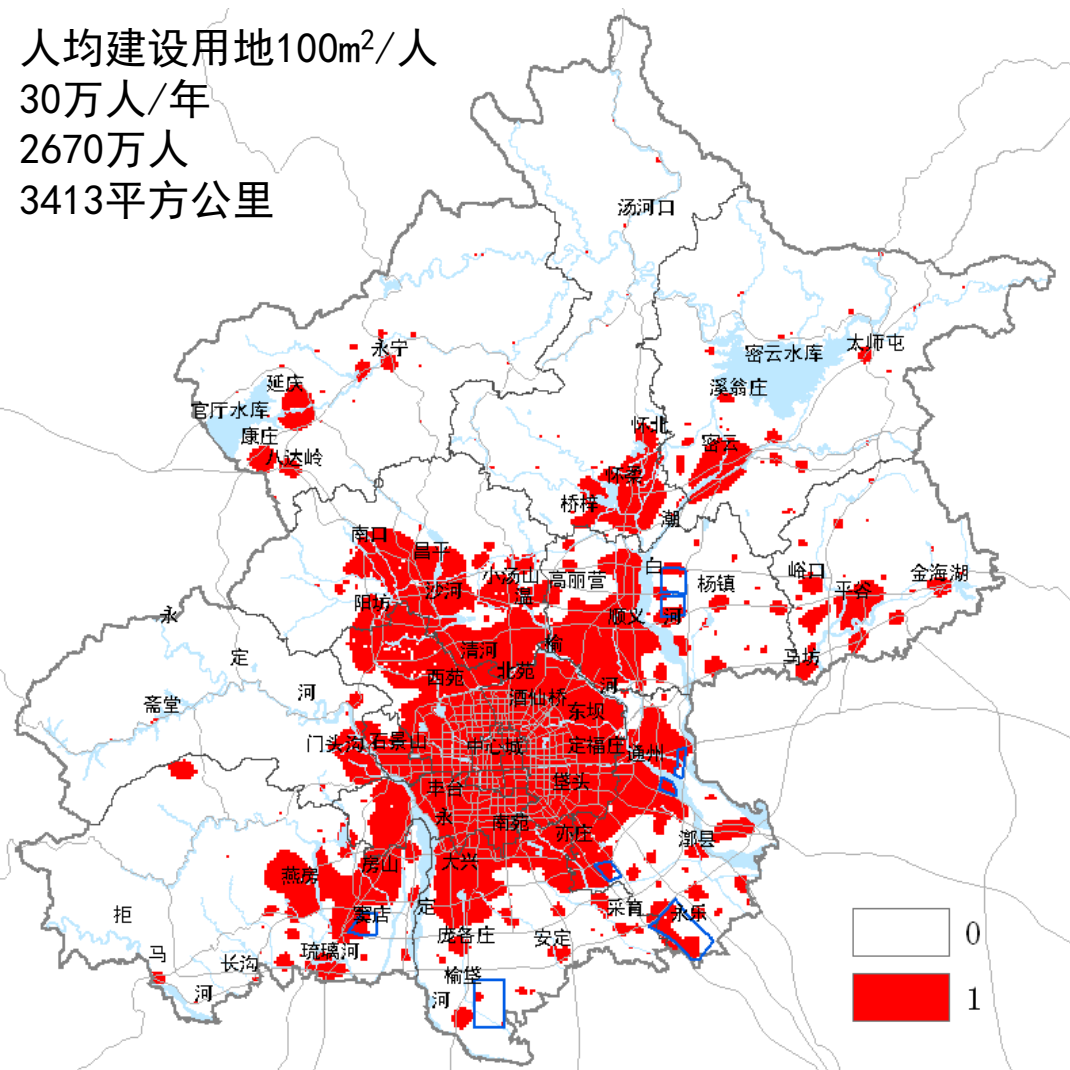 人均建设用地100m²/人
30万人/年
2670万人
3413平方公里
汤河口
密云水库
太师屯
永宁
溪翁庄
延庆
官厅水库
康庄
八达岭
怀北
密云
怀柔
桥梓
潮
南口
昌平
小汤山
高丽营
白
杨镇
峪口
金海湖
平谷
沙河
阳坊
温
顺义
河
永
定
河
清河
榆
北苑
西苑
河
马坊
斋堂
酒仙桥
东坝
门头沟
石景山
中心城
定福庄
通州
丰台
垡头
永
南苑
亦庄
漷县
大兴
房山
燕房
拒
窦店
定
采育
永乐
庞各庄
安定
马
长沟
琉璃河
榆垡
河
河
0
1